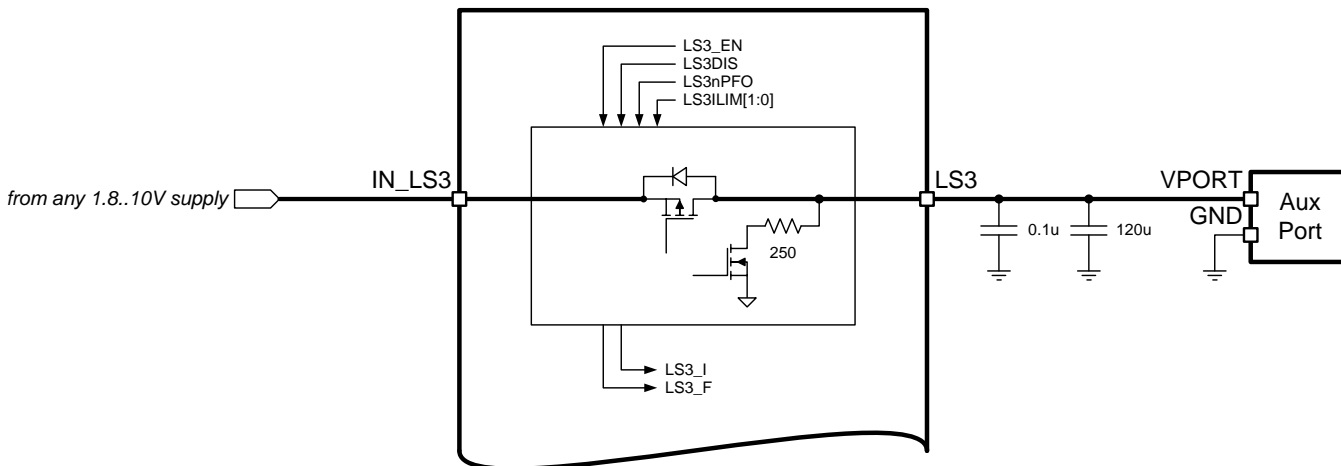 LS3_EN
LS3DIS
LS3nPFO
LS3ILIM[1:0]
from any 1.8..10V supply
IN_LS3
LS3
VPORT
GND
Aux
Port
250
0.1u
120u
LS3_I
LS3_F